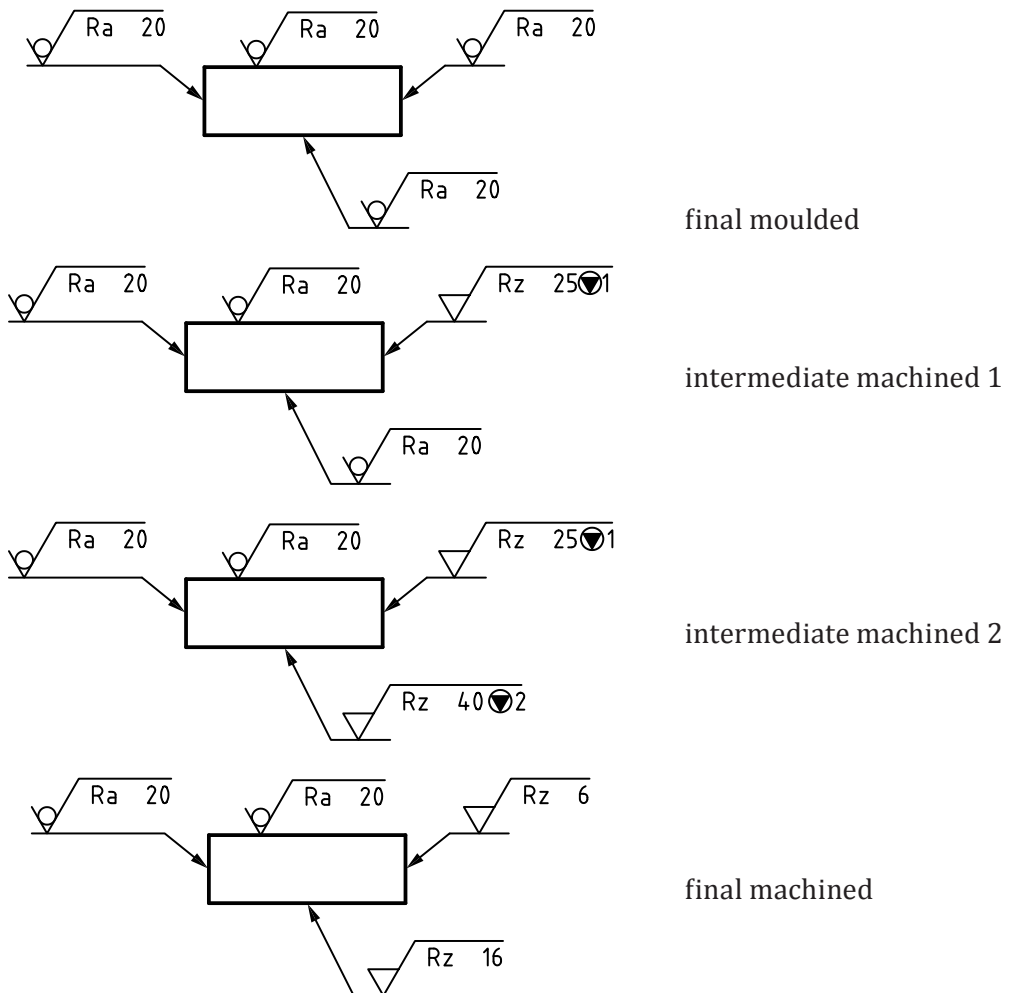 Ra 20
Ra 20
Ra 20
Ra 20
final moulded
Ra 20
Ra 20
Rz 25▼1
Ra 20
intermediate machined 1
Ra 20
Ra 20
Rz 25▼1
Rz 40▼2
intermediate machined 2
Ra 20
Ra 20
Rz 6
Rz 16
final machined